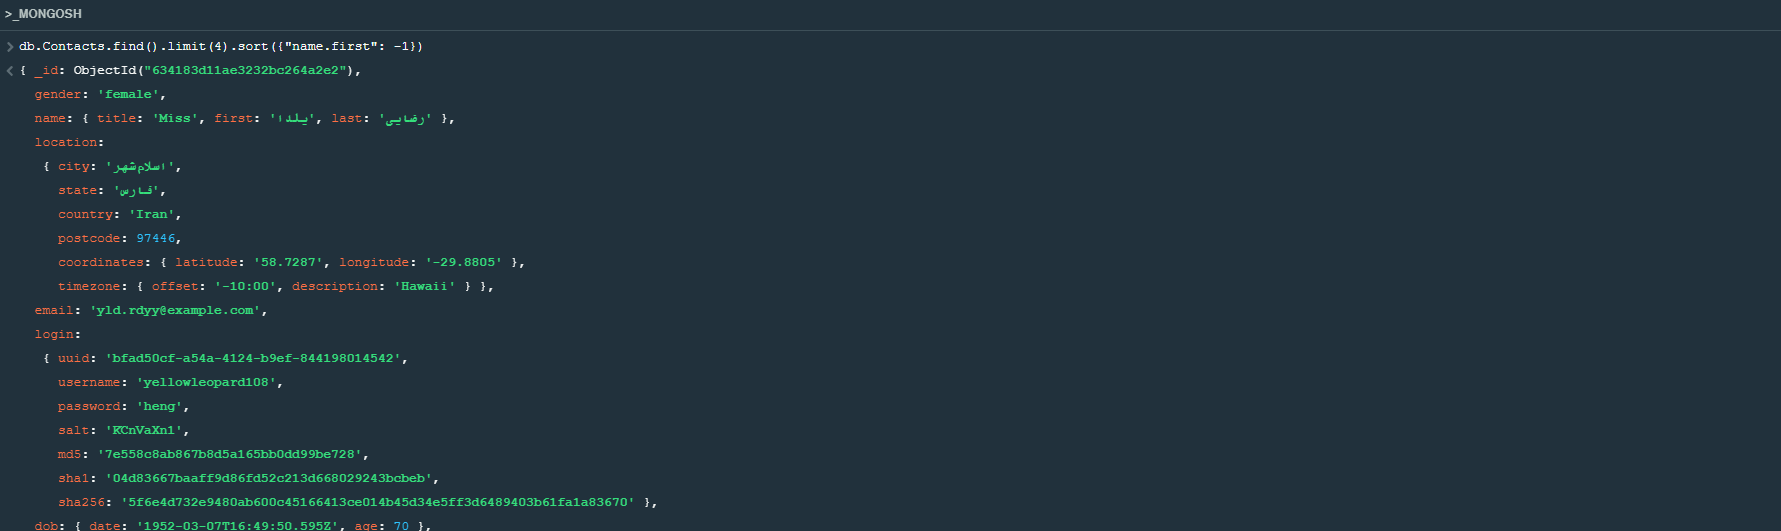 >_MONGOSH
db.Contacts.find().limit(4).sort({"name.first": -1})
{ _id: ObjectId("634183d11ae3232bc264a2e2"),
gender: 'female',
name: { title: 'Miss', first: 'یلدا', last: 'رضایی' },
location:
{ city: 'اسلام‌شهر',
state: 'فارس',
country: 'Iran',
postcode: 97446,
coordinates: { latitude: '58.7287', longitude: '-29.8805' },
timezone: { offset: '-10:00', description: 'Hawaii' } },
email: 'yld.rdyy@example.com',
login:
{ uuid: 'bfad50cf-a54a-4124-b9ef-844198014542',
username: 'yellowleopard108',
password: 'heng',
salt: 'KCnVaXn1',
md5: '7e558c8ab867b8d5a165bb0dd99be728',
sha1: '04d83667baaff9d86fd52c213d668029243bcbeb',
sha256: '5f6e4d732e9480ab600c45166413ce014b45d34e5ff3d6489403b61fa1a83670' },
dob: { date: '1952-03-07T16:49:50.595Z', age: 70 },